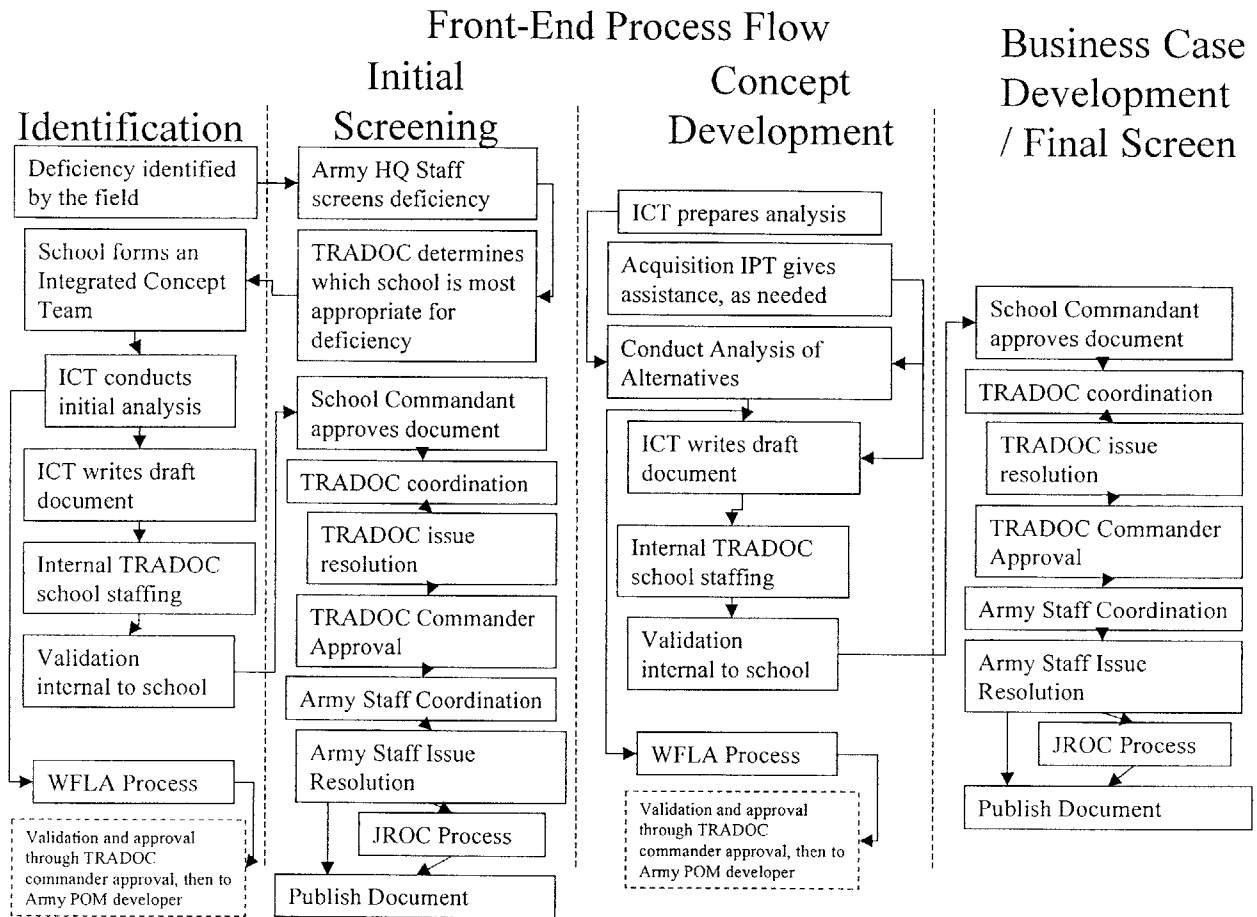 Front-End Process Flow
Identification
Deficiency identified
by the field
School forms an
Integrated Concept
Team
ICT conducts
initial analysis
ICT writes draft
document
Internal TRADOC
school staffing
Validation
internal to school
WFLA Process
Validation and approval
through TRADOC
commander approval, then to
Army POM developer
Initial
Screening
Army HQ Staff
screens deficiency
TRADOC determines
which school is most
appropriate for
deficiency
School Commandant
approves document
TRADOC coordination
TRADOC issue
resolution
TRADOC Commander
Approval
Army Staff Coordination
Army Staff Issue
Resolution
JROC Process
Publish Document
Concept
Development
ICT prepares analysis
Acquisition IPT gives
assistance, as needed
Conduct Analysis of
Alternatives
ICT writes draft
document
Internal TRADOC
school staffing
Validation
internal to school
WFLA Process
Validation and approval
through TRADOC
commander approval, then to
Army POM developer
Business Case
Development
/ Final Screen
School Commandant
approves document
TRADOC coordination
TRADOC issue
resolution
TRADOC Commander
Approval
Army Staff Coordination
Army Staff Issue
Resolution
JROC Process
Publish Document